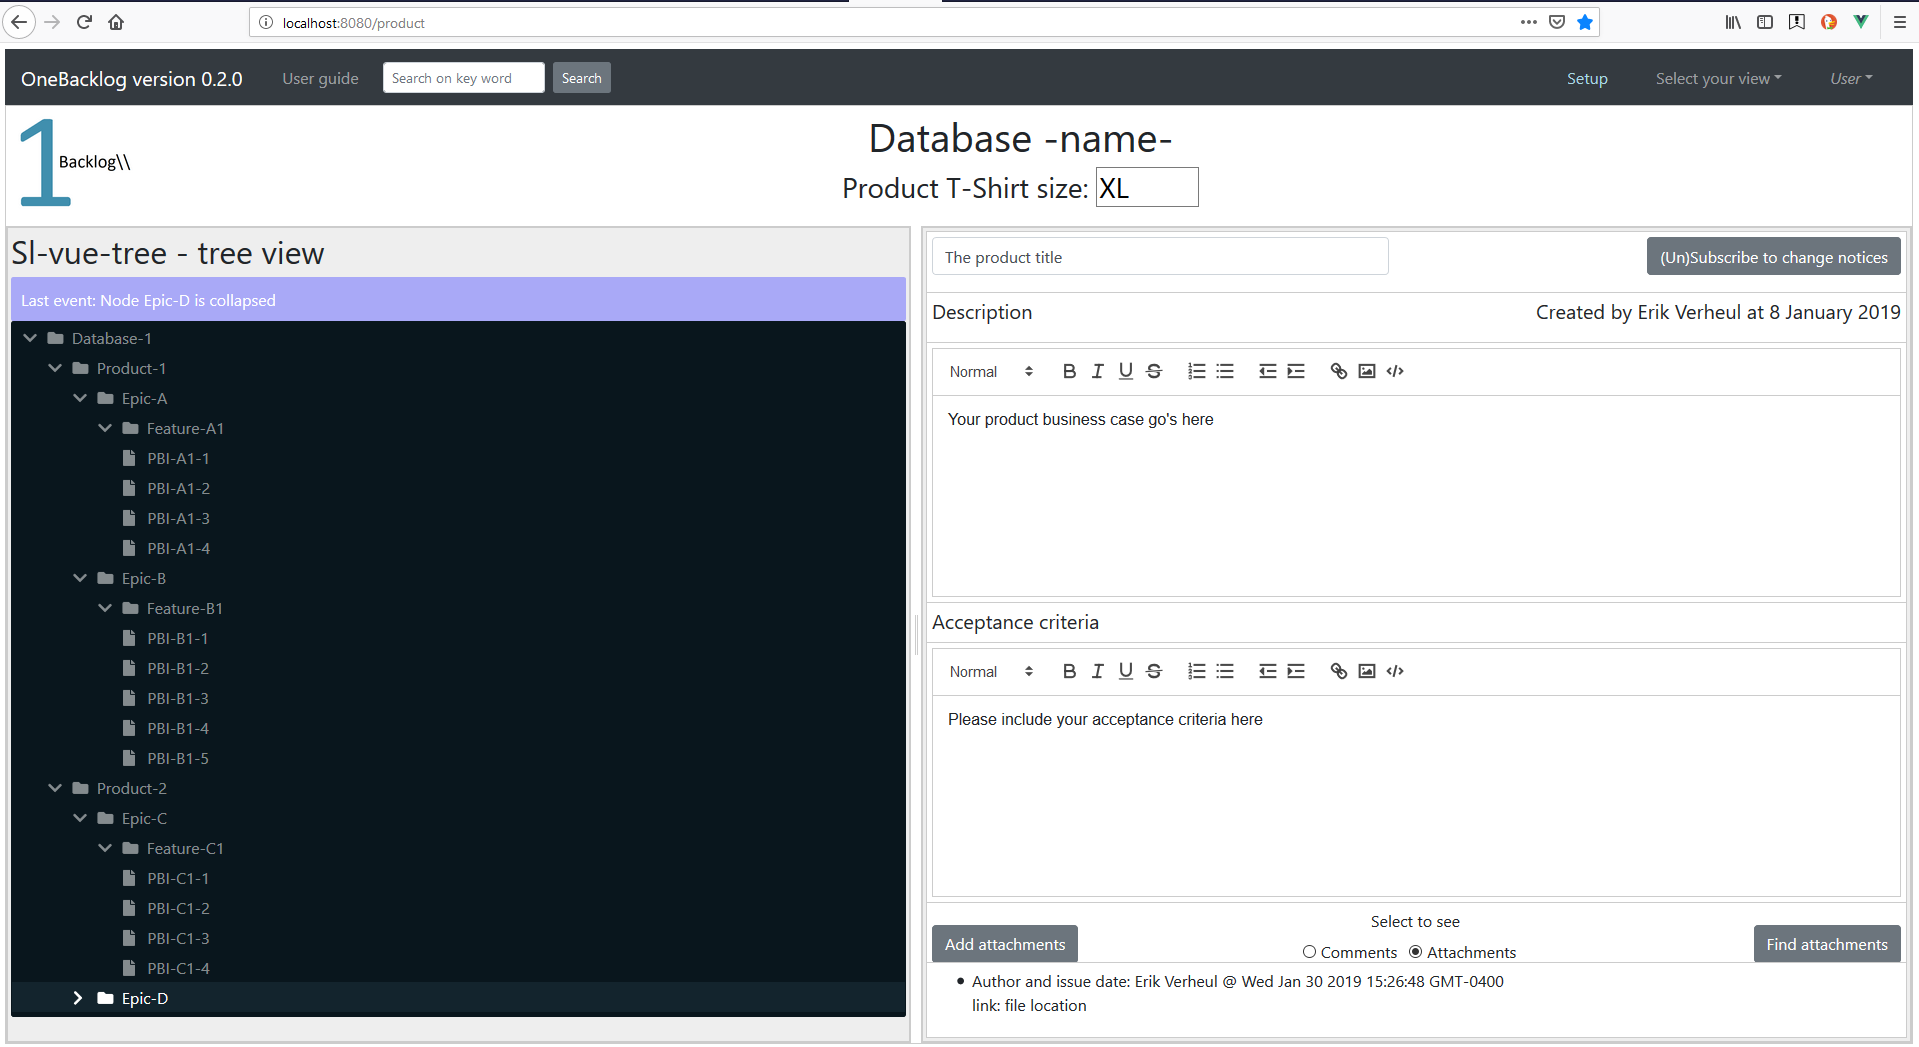 localhost:8080/product
OneBacklog version 0.2.0 User guide Search on key word Search Setup Select your view User
1 Backlog\\
Database -name-
Product T-Shirt size: XL
Sl-vue-tree - tree view
Last event: Node Epic-D is collapsed
Database-1
Product-1
Epic-A
Feature-A1
PBI-A1-1
PBI-A1-2
PBI-A1-3
PBI-A1-4
Epic-B
Feature-B1
PBI-B1-1
PBI-B1-2
PBI-B1-3
PBI-B1-4
PBI-B1-5
Product-2
Epic-C
Feature-C1
PBI-C1-1
PBI-C1-2
PBI-C1-3
PBI-C1-4
Epic-D
The product title (Un)Subscribe to change notices
Description Created by Erik Verheul at 8 January 2019
Normal B I U S
Your product business case go's here
Acceptance criteria
Normal B I U S
Please include your acceptance criteria here
Select to see
Add attachments Comments Attachments Find attachments
Author and issue date: Erik Verheul @ Wed Jan 30 2019 15:26:48 GMT-0400
link: file location